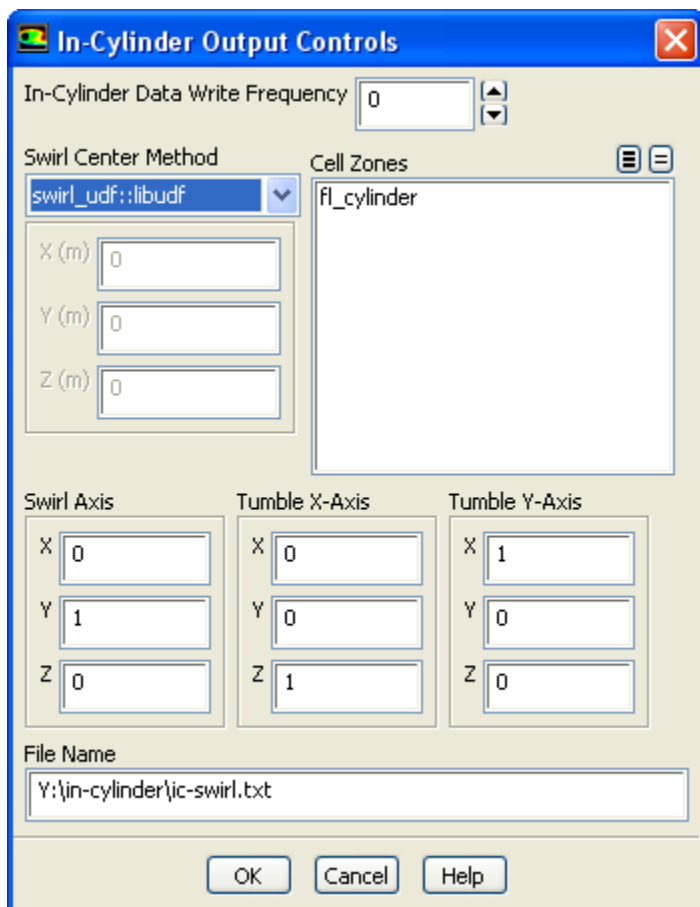 In-Cylinder Output Controls
In-Cylinder Data Write Frequency 0
Swirl Center Method
swirl_udf::libudf
X (m) 0
Y (m) 0
Z (m) 0
Cell Zones
fl_cylinder
Swirl Axis
X 0
Y 1
Z 0
Tumble X-Axis
X 0
Y 0
Z 1
Tumble Y-Axis
X 1
Y 0
Z 0
File Name
Y:\in-cylinder\ic-swirl.txt
OK Cancel Help